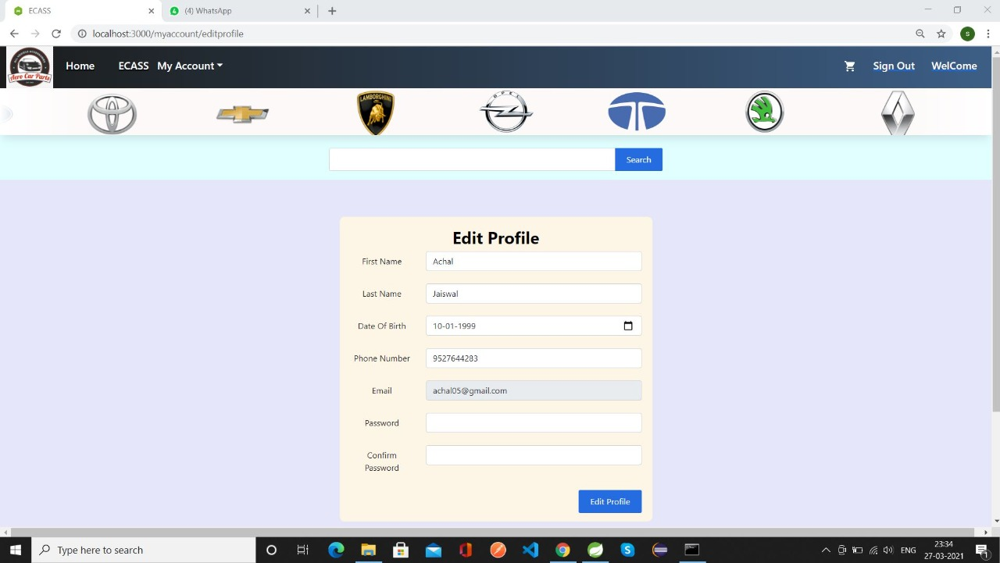 ECASS
(4) WhatsApp
localhost:3000/myaccount/editprofile
S
Aero Car Parts
Home
ECASS
My Account
Sign Out
WelCome
LAMBORGHINI
OPEL
Search
Edit Profile
First Name
Achal
Last Name
Jaiswal
Date Of Birth
10-01-1999
Phone Number
9527644283
Email
achal05@gmail.com
Password
Confirm
Password
Edit Profile
Type here to search
ENG
23:34
27-03-2021
1